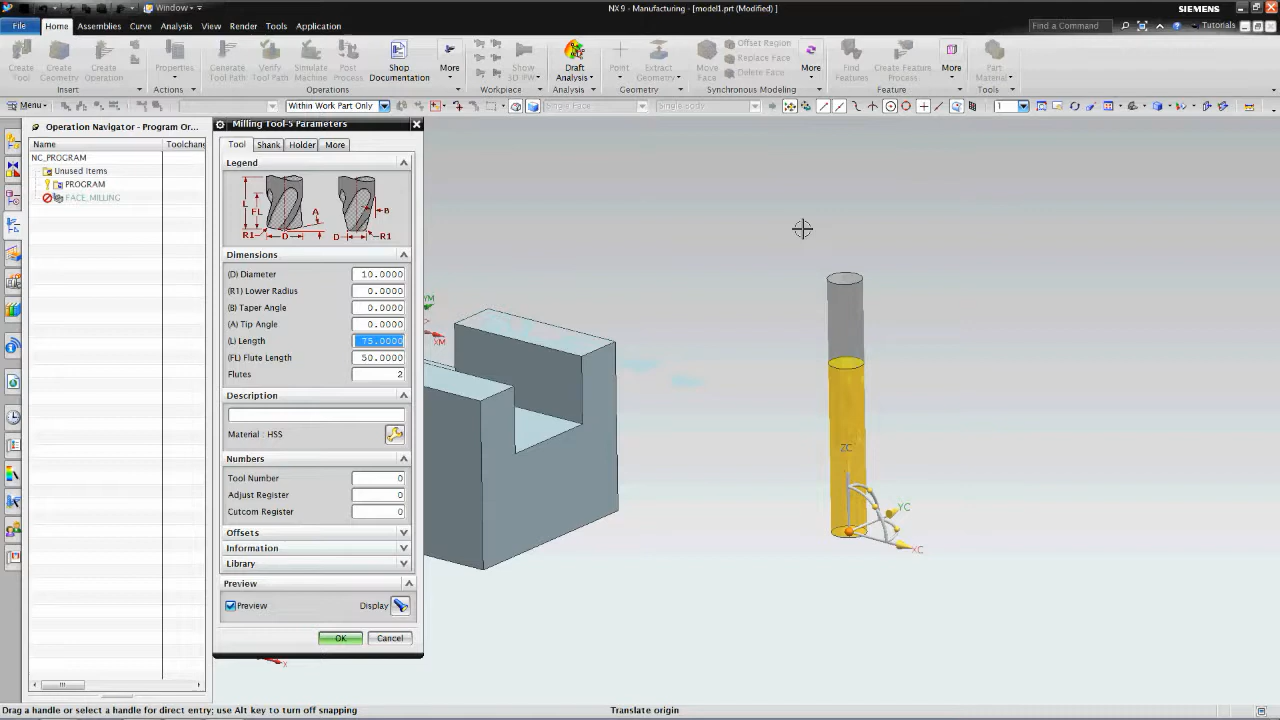 Window
NX 9 - Manufacturing - [model1.prt (Modified) ]
SIEMENS
File
Home
Assemblies
Curve
Analysis
View
Render
Tools
Application
Find a Command
Tutorials
Create Tool
Create Geometry
Create Operation
Properties
Generate Tool Path
Verify Tool Path
Simulate Machine
Post Process
Shop Documentation
More
Show 3D IPW
Draft Analysis
Point
Extract Geometry
Move Face
Offset Region
Replace Face
Delete Face
More
Find Features
Create Feature Process
More
Part Material
Insert
Actions
Operations
Workpiece
Analysis
Geometry
Synchronous Modeling
Feature
Tools
Menu
Within Work Part Only
Single Face
Single Body
1
Operation Navigator - Program Or...
Name
Toolchang
NC_PROGRAM
Unused Items
PROGRAM
FACE_MILLING
Milling Tool-5 Parameters
Tool
Shank
Holder
More
Legend
L
FL
A
R1
D
B
D
R1
Dimensions
(D) Diameter 10.0000
(R1) Lower Radius 0.0000
(B) Taper Angle 0.0000
(A) Tip Angle 0.0000
(L) Length 75.0000
(FL) Flute Length 50.0000
Flutes 2
Description
Material : HSS
Numbers
Tool Number 0
Adjust Register 0
Cutcom Register 0
Offsets
Information
Library
Preview
Preview
Display
OK
Cancel
YM
XM
ZC
YC
XC
X
Drag a handle or select a handle for direct entry; use Alt key to turn off snapping
Translate origin